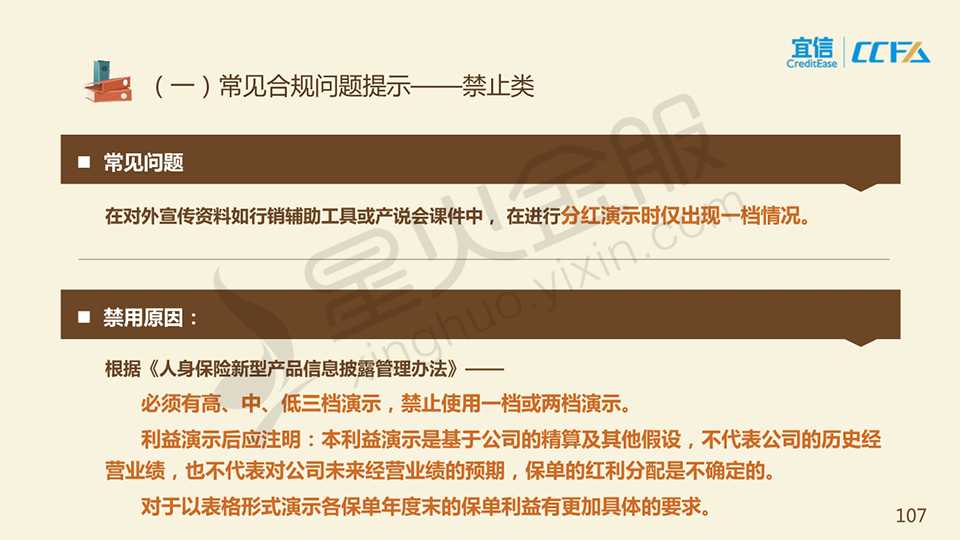 宜信
CreditEase
CCFA
（一）常见合规问题提示——禁止类
常见问题
在对外宣传资料如行销辅助工具或产说会课件中，在进行分红演示时仅出现一档情况。
禁用原因：
根据《人身保险新型产品信息披露管理办法》——
必须有高、中、低三档演示，禁止使用一档或两档演示。
利益演示后应注明：本利益演示是基于公司的精算及其他假设，不代表公司的历史经
营业绩，也不代表对公司未来经营业绩的预期，保单的红利分配是不确定的。
对于以表格形式演示各保单年度末的保单利益有更加具体的要求。
星火金服
xinghuo.yixin.com
107